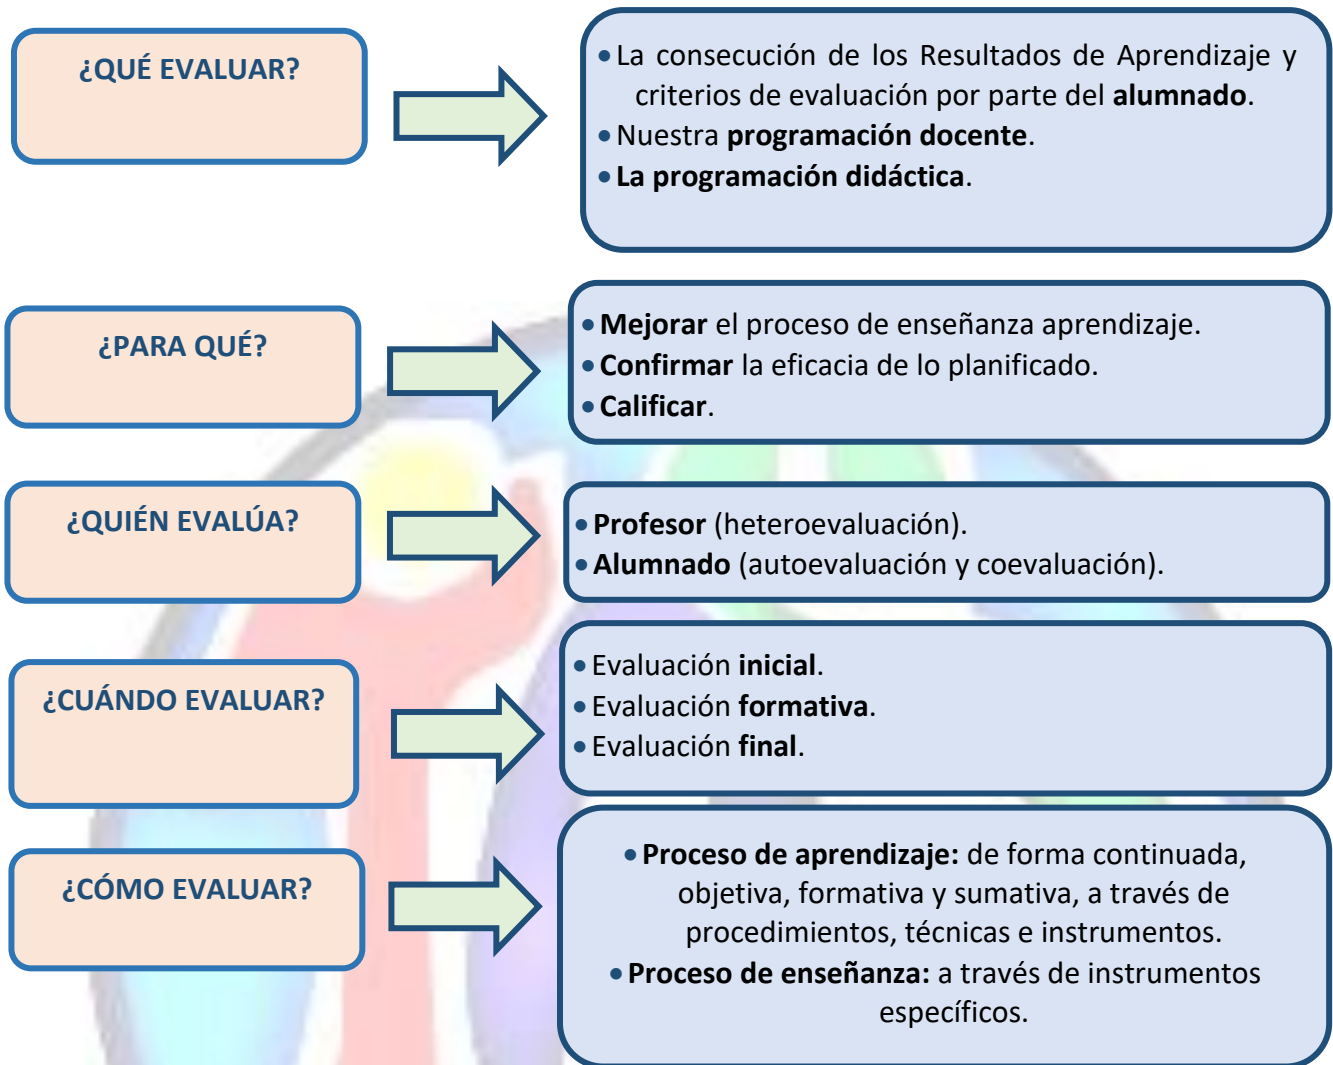 ¿QUÉ EVALUAR?
• La consecución de los Resultados de Aprendizaje y
criterios de evaluación por parte del alumnado.
• Nuestra programación docente.
• La programación didáctica.
¿PARA QUÉ?
• Mejorar el proceso de enseñanza aprendizaje.
• Confirmar la eficacia de lo planificado.
• Calificar.
¿QUIÉN EVALÚA?
• Profesor (heteroevaluación).
• Alumnado (autoevaluación y coevaluación).
¿CUÁNDO EVALUAR?
• Evaluación inicial.
• Evaluación formativa.
• Evaluación final.
¿CÓMO EVALUAR?
• Proceso de aprendizaje: de forma continuada,
objetiva, formativa y sumativa, a través de
procedimientos, técnicas e instrumentos.
• Proceso de enseñanza: a través de instrumentos
específicos.